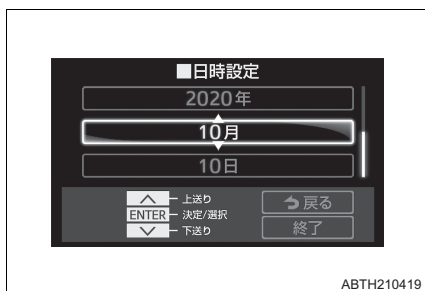 ■日時設定
2020年
10月
10日
上送り
ENTER 決定/選択
下送り
戻る
終了
ABTH210419